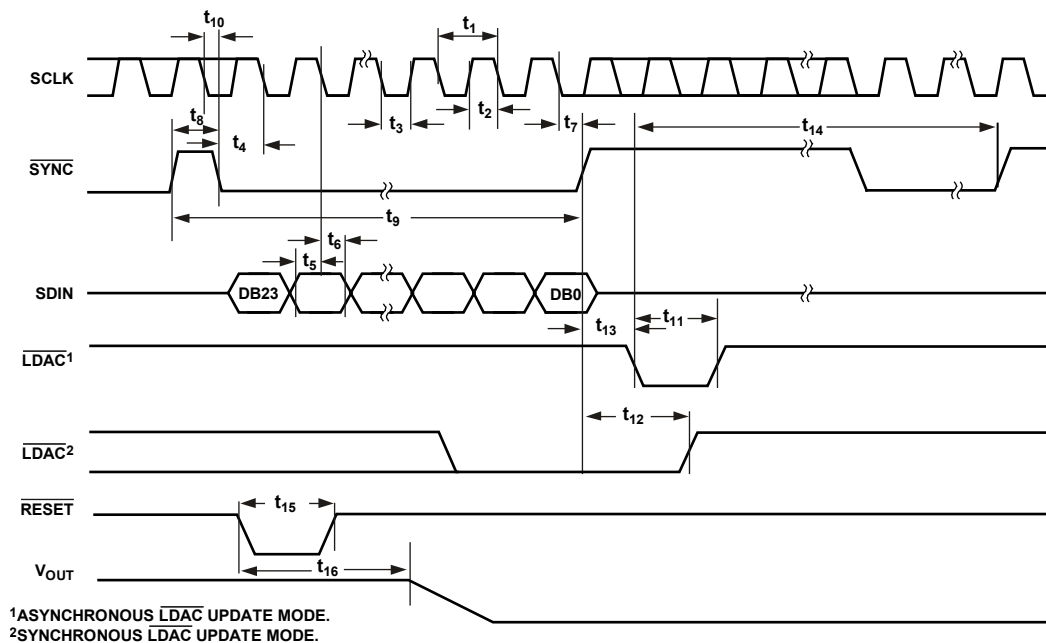 t10
t1
SCLK
t8
t4
t3
t2
t7
t14
SYNC
t9
t6
t5
SDIN
DB23
DB0
t13
t11
LDAC1
t12
LDAC2
RESET
t15
t16
VOUT
1ASYNCHRONOUS LDAC UPDATE MODE.
2SYNCHRONOUS LDAC UPDATE MODE.